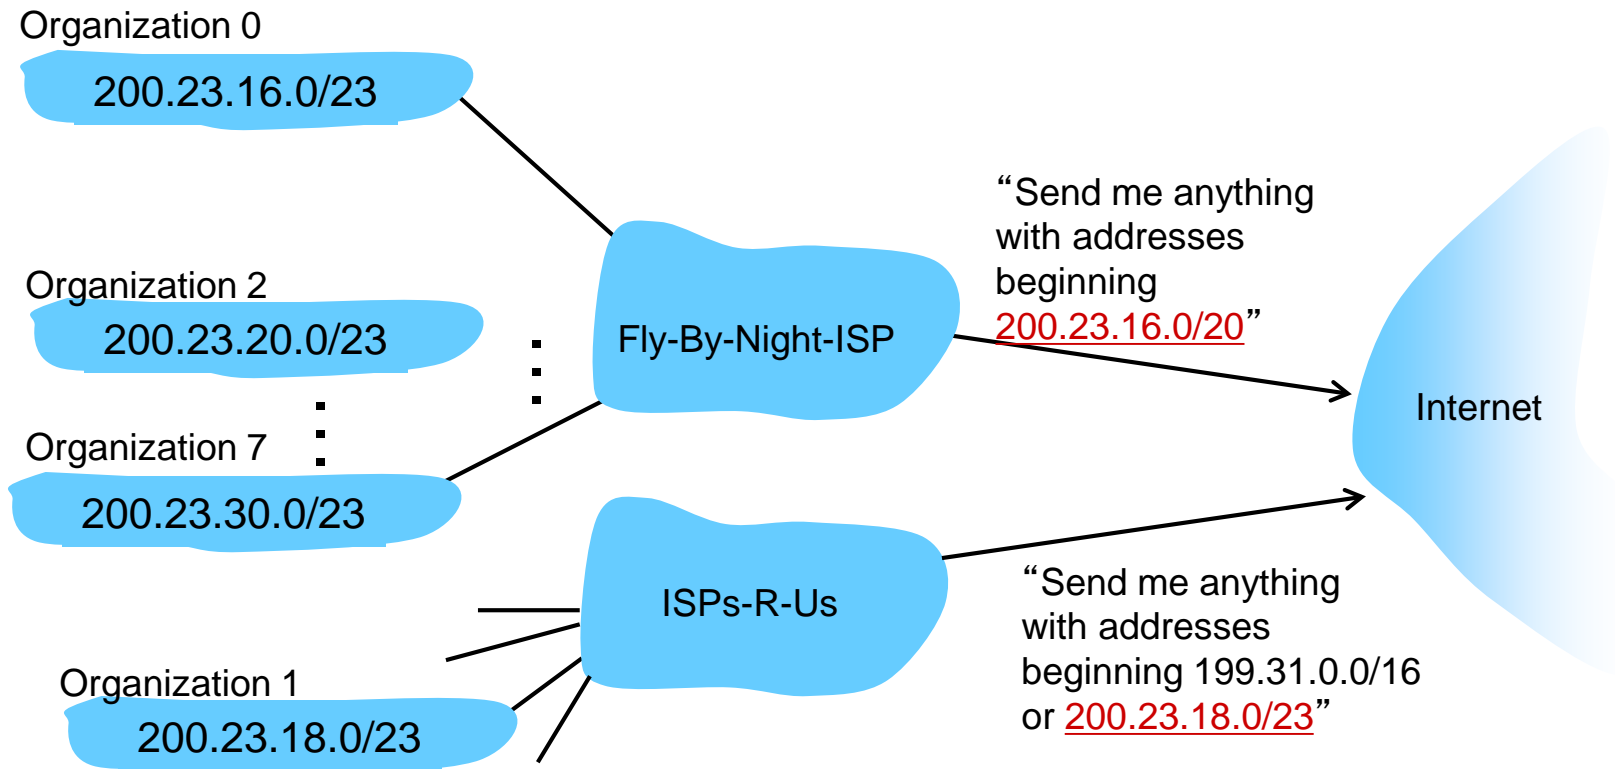 Organization 0
200.23.16.0/23
Organization 2
200.23.20.0/23
Organization 7
200.23.30.0/23
Organization 1
200.23.18.0/23
Fly-By-Night-ISP
ISPs-R-Us
“Send me anything
with addresses
beginning
200.23.16.0/20”
“Send me anything
with addresses
beginning 199.31.0.0/16
or 200.23.18.0/23”
Internet